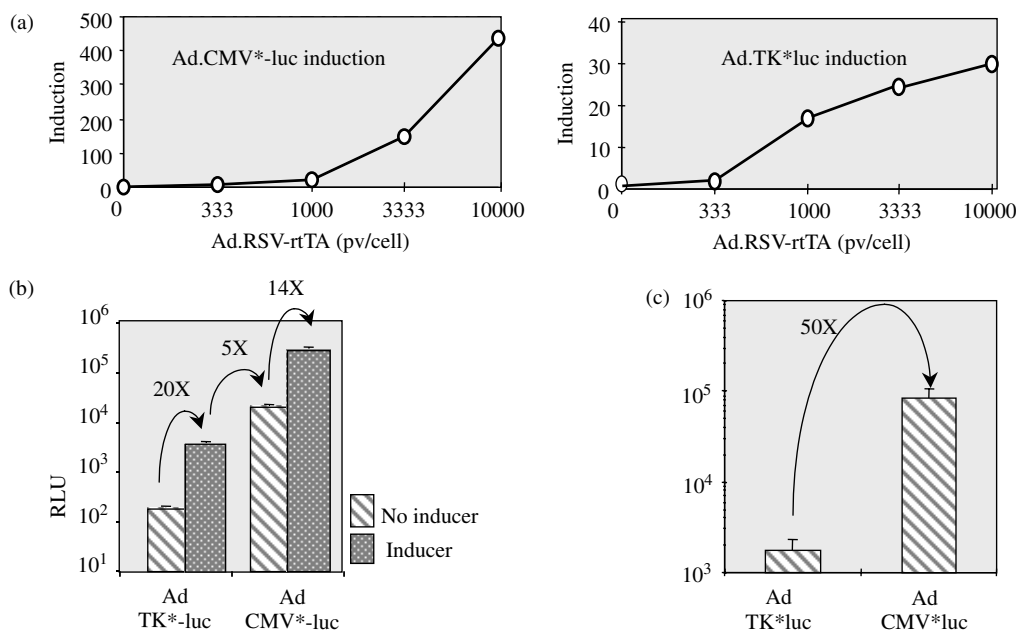 (a)
500
400
300
200
100
0
Induction
Ad.CMV*-luc induction
0 333 1000 3333 10000
Ad.RSV-rtTA (pv/cell)
40
30
20
10
0
Induction
Ad.TK*luc induction
0 333 1000 3333 10000
Ad.RSV-rtTA (pv/cell)
(b)
10⁶
10⁵
10⁴
10³
10²
10¹
RLU
20X
5X
14X
No inducer
Inducer
Ad
TK*-luc
Ad
CMV*-luc
(c)
10⁶
10⁵
10⁴
10³
50X
Ad
TK*luc
Ad
CMV*luc